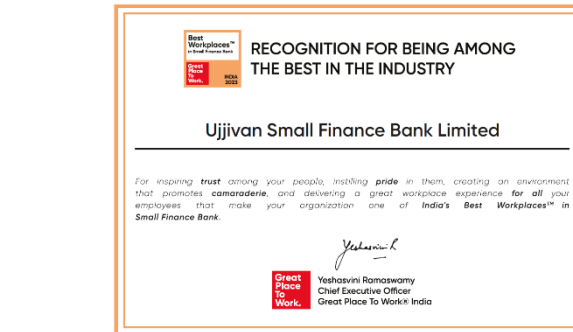 Best
Workplaces™
in Small Finance Bank
Great
Place
To
Work.
INDIA
2023
RECOGNITION FOR BEING AMONG
THE BEST IN THE INDUSTRY
Ujjivan Small Finance Bank Limited
For inspiring trust among your people, instilling pride in them, creating an environment
that promotes camaraderie, and delivering a great workplace experience for all your
employees that make your organization one of India's Best Workplaces℠ in
Small Finance Bank.
Yeshasvini R
Great
Place
To
Work.
Yeshasvini Ramaswamy
Chief Executive Officer
Great Place To Work® India